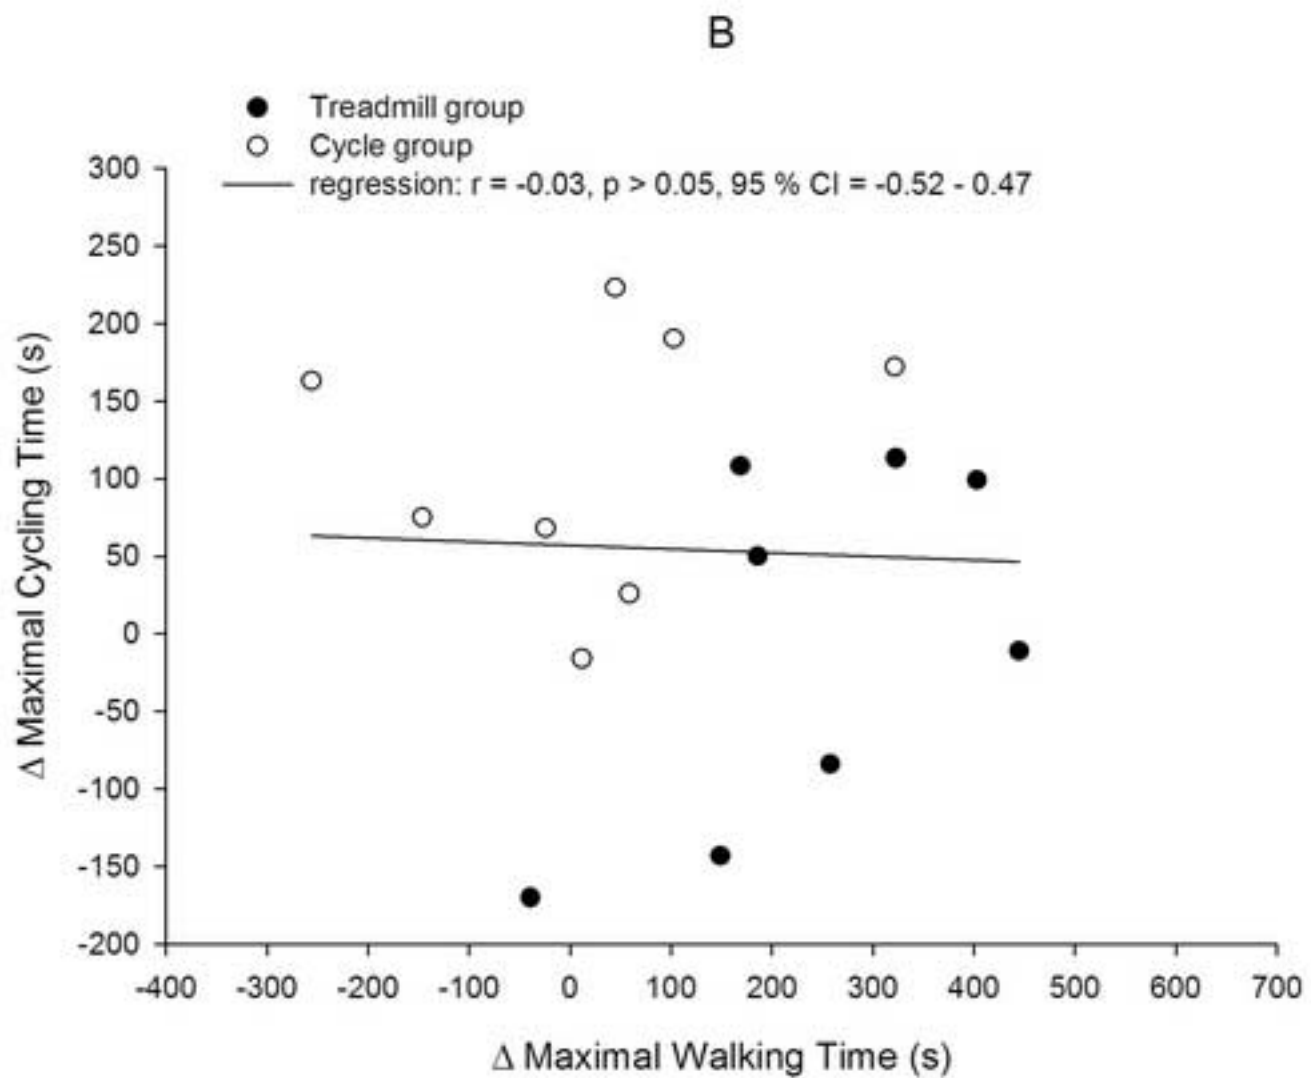 B
Treadmill group
Cycle group
regression: r = -0.03, p > 0.05, 95 % CI = -0.52 - 0.47
300
250
200
150
100
50
0
-50
-100
-150
-200
Δ Maximal Cycling Time (s)
-400 -300 -200 -100 0 100 200 300 400 500 600 700
Δ Maximal Walking Time (s)